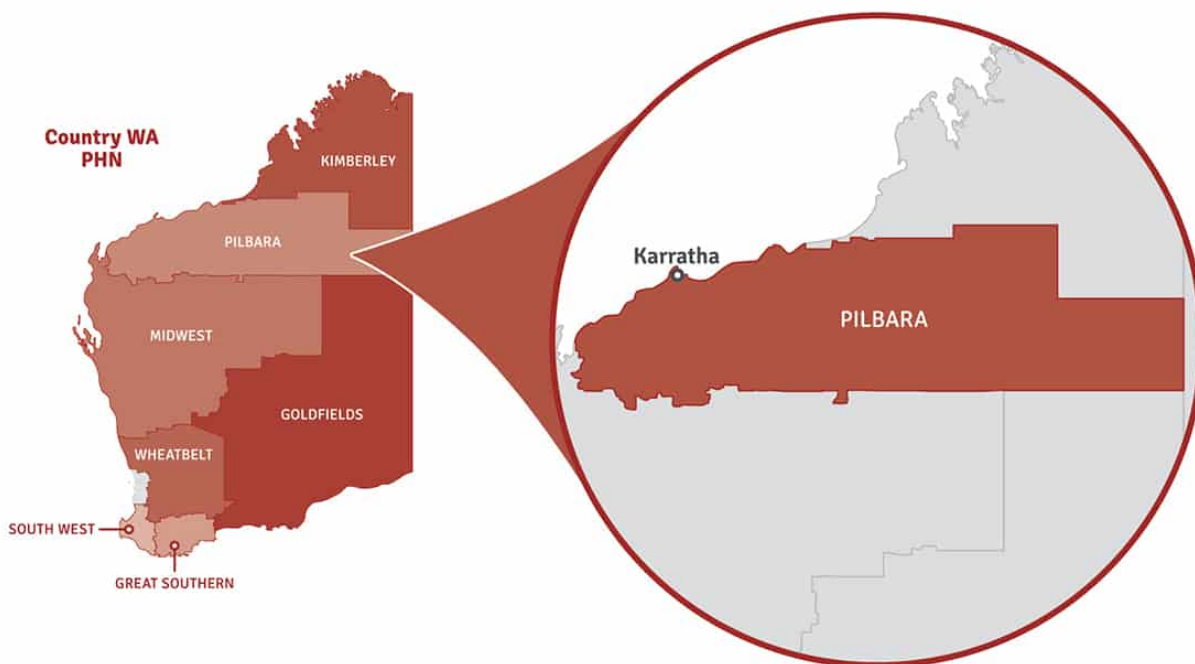 Country WA
PHN
KIMBERLEY
PILBARA
MIDWEST
GOLDFIELDS
WHEATBELT
SOUTH WEST
GREAT SOUTHERN
Karratha
PILBARA